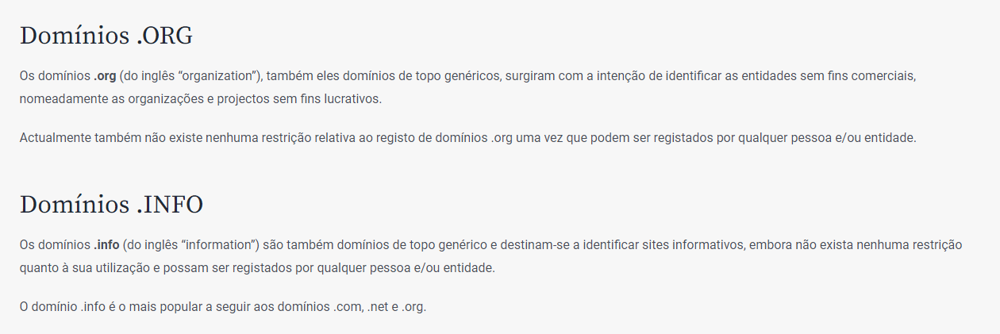 Domínios .ORG
Os domínios .org (do inglês “organization”), também eles domínios de topo genéricos, surgiram com a intenção de identificar as entidades sem fins comerciais,
nomeadamente as organizações e projectos sem fins lucrativos.
Actualmente também não existe nenhuma restrição relativa ao registo de domínios .org uma vez que podem ser registados por qualquer pessoa e/ou entidade.
Domínios .INFO
Os domínios .info (do inglês “information”) são também domínios de topo genérico e destinam-se a identificar sites informativos, embora não exista nenhuma restrição
quanto à sua utilização e possam ser registados por qualquer pessoa e/ou entidade.
O domínio .info é o mais popular a seguir aos domínios .com, .net e .org.